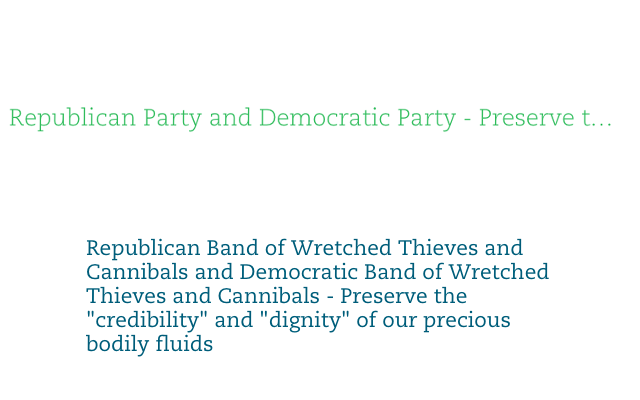 Republican Party and Democratic Party - Preserve t...
Republican Band of Wretched Thieves and
Cannibals and Democratic Band of Wretched
Thieves and Cannibals - Preserve the
"credibility" and "dignity" of our precious
bodily fluids